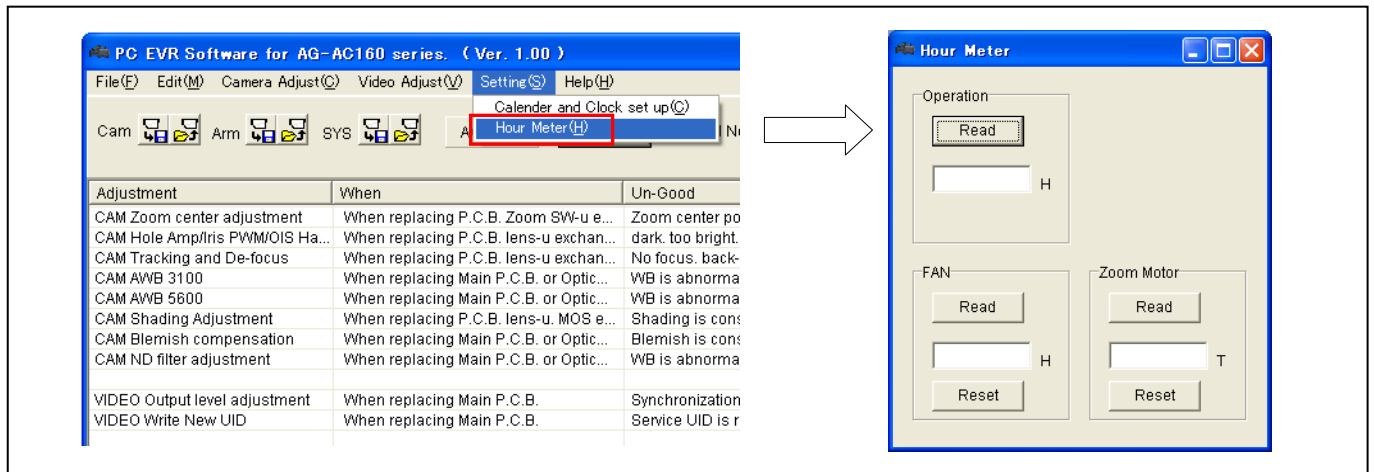 PC EVR Software for AG-AC160 series. ( Ver. 1.00 )
File(F) Edit(M) Camera Adjust(C) Video Adjust(V) Setting(S) Help(H)
Calender and Clock set up(C)
Hour Meter(H)
Cam Arm SYS A
Adjustment When Un-Good
CAM Zoom center adjustment When replacing P.C.B. Zoom SW-u e... Zoom center po
CAM Hole Amp/Iris PWM/OIS Ha... When replacing P.C.B. lens-u exchan... dark. too bright.
CAM Tracking and De-focus When replacing P.C.B. lens-u exchan... No focus. back-
CAM AWB 3100 When replacing Main P.C.B. or Optic... WB is abnorma
CAM AWB 5600 When replacing Main P.C.B. or Optic... WB is abnorma
CAM Shading Adjustment When replacing P.C.B. lens-u. MOS e... Shading is cons
CAM Blemish compensation When replacing Main P.C.B. or Optic... Blemish is cons
CAM ND filter adjustment When replacing Main P.C.B. or Optic... WB is abnorma
VIDEO Output level adjustment When replacing Main P.C.B. Synchronization
VIDEO Write New UID When replacing Main P.C.B. Service UID is r
Hour Meter
Operation
Read
H
FAN Zoom Motor
Read Read
H T
Reset Reset